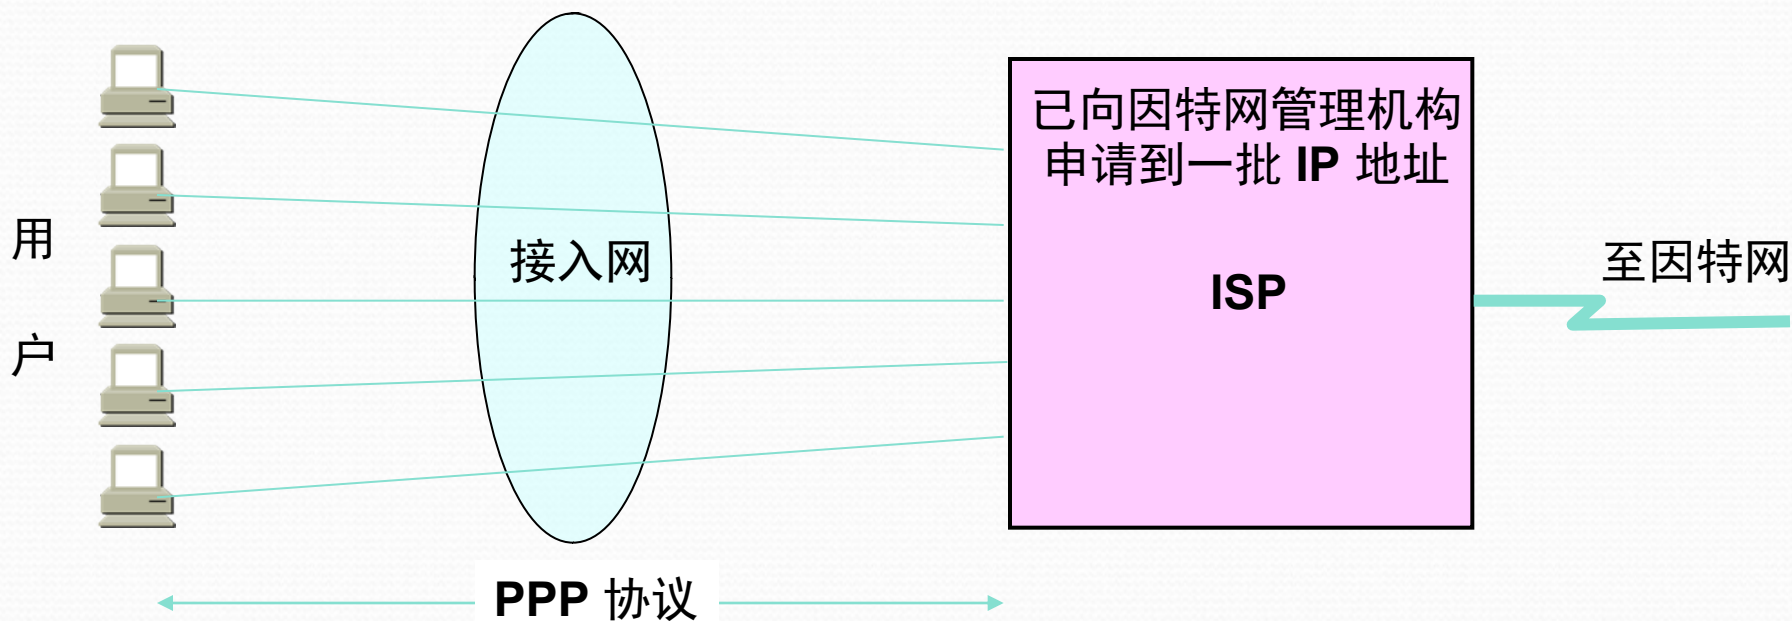 用
户
接入网
已向因特网管理机构
申请到一批 IP 地址
ISP
至因特网
PPP 协议